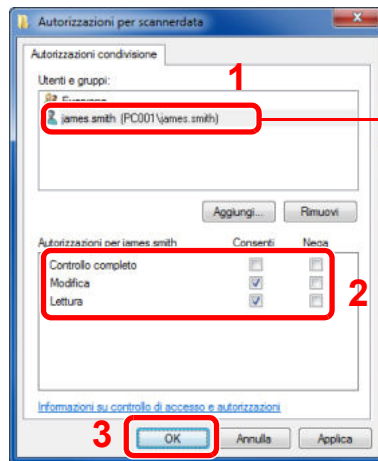 Autorizzazioni per scannerdata
Autorizzazioni condivisione
Utenti e gruppi:
1
Everyone
james smith (PC001\james.smith)
Aggiungi... Rimuovi
Autorizzazioni per james smith Consenti Nega
Controllo completo
Modifica
Lettura
2
Informazioni su controllo di accesso e autorizzazioni
3
OK Annulla Applica